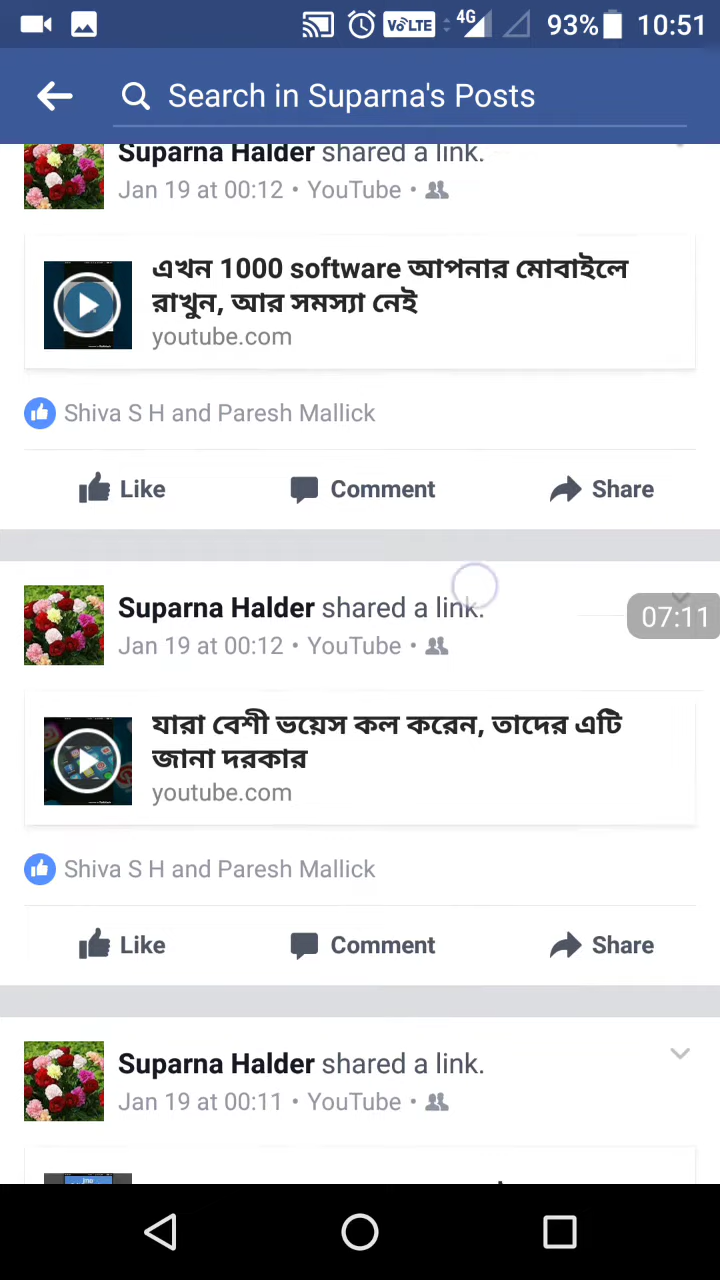 VoLTE 4G 93% 10:51
Search in Suparna's Posts
Suparna Halder shared a link.
Jan 19 at 00:12 • YouTube •
এখন 1000 software আপনার মোবাইলে
রাখুন, আর সমস্যা নেই
youtube.com
Shiva S H and Paresh Mallick
Like Comment Share
Suparna Halder shared a link.
07:11
Jan 19 at 00:12 • YouTube •
যারা বেশী ভয়েস কল করেন, তাদের এটি
জানা দরকার
youtube.com
Shiva S H and Paresh Mallick
Like Comment Share
Suparna Halder shared a link.
Jan 19 at 00:11 • YouTube •